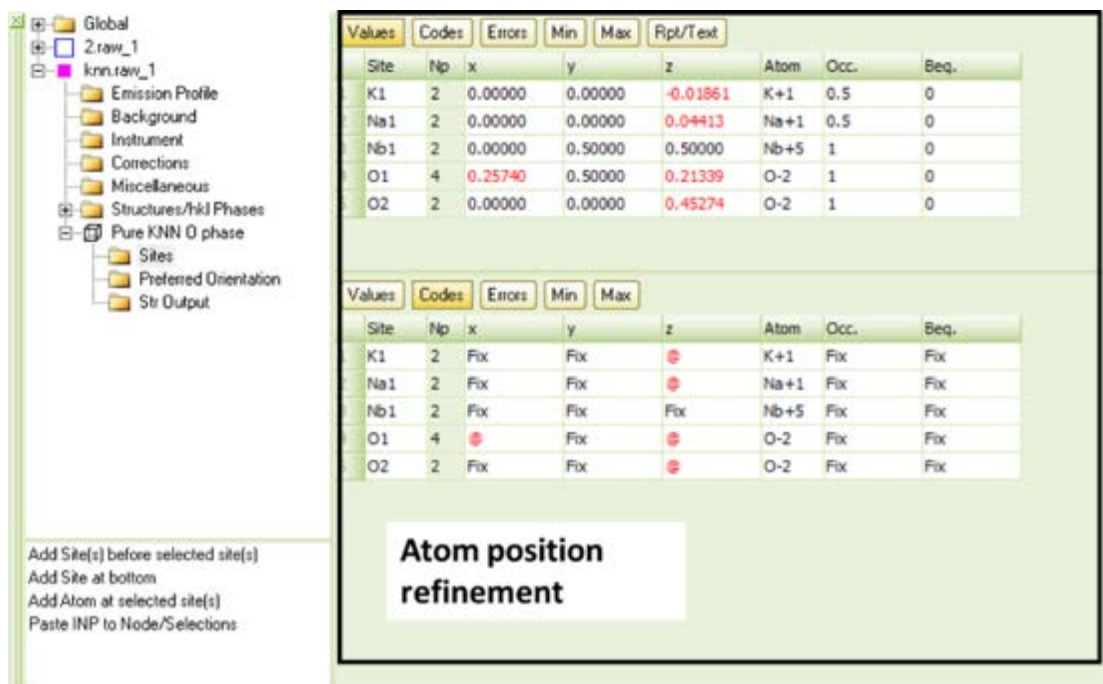 Global
2.raw_1
knn.raw_1
Emission Profile
Background
Instrument
Corrections
Miscellaneous
Structures/hkl Phases
Pure KNN O phase
Sites
Preferred Orientation
Str Output
Add Site(s) before selected site(s)
Add Site at bottom
Add Atom at selected site(s)
Paste INP to Node/Selections
Values Codes Errors Min Max Rpt/Text
Site Np x y z Atom Occ. Beq.
K1 2 0.00000 0.00000 -0.01861 K+1 0.5 0
Na1 2 0.00000 0.00000 0.04413 Na+1 0.5 0
Nb1 2 0.00000 0.50000 0.50000 Nb+5 1 0
O1 4 0.25740 0.50000 0.21339 O-2 1 0
O2 2 0.00000 0.00000 0.45274 O-2 1 0
Values Codes Errors Min Max
Site Np x y z Atom Occ. Beq.
K1 2 Fix Fix @ K+1 Fix Fix
Na1 2 Fix Fix @ Na+1 Fix Fix
Nb1 2 Fix Fix Fix Nb+5 Fix Fix
O1 4 @ Fix @ O-2 Fix Fix
O2 2 Fix Fix @ O-2 Fix Fix
Atom position
refinement